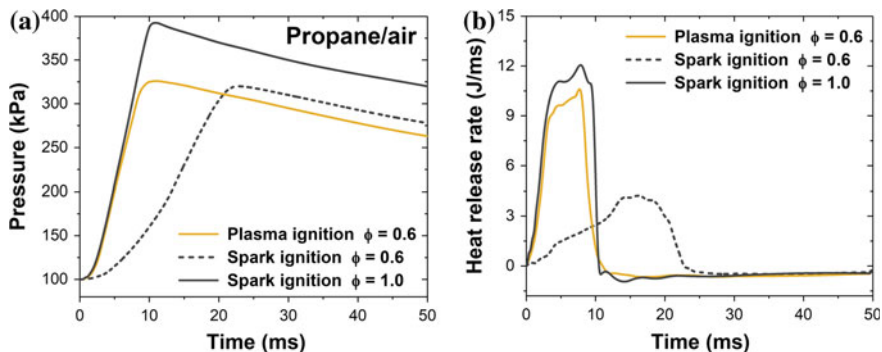 (a)
Propane/air
400
350
300
250
200
150
100
Pressure (kPa)
Plasma ignition ϕ = 0.6
Spark ignition ϕ = 0.6
Spark ignition ϕ = 1.0
0 10 20 30 40 50
Time (ms)
(b)
15
12
9
6
3
0
Heat release rate (J/ms)
Plasma ignition ϕ = 0.6
Spark ignition ϕ = 0.6
Spark ignition ϕ = 1.0
0 10 20 30 40 50
Time (ms)